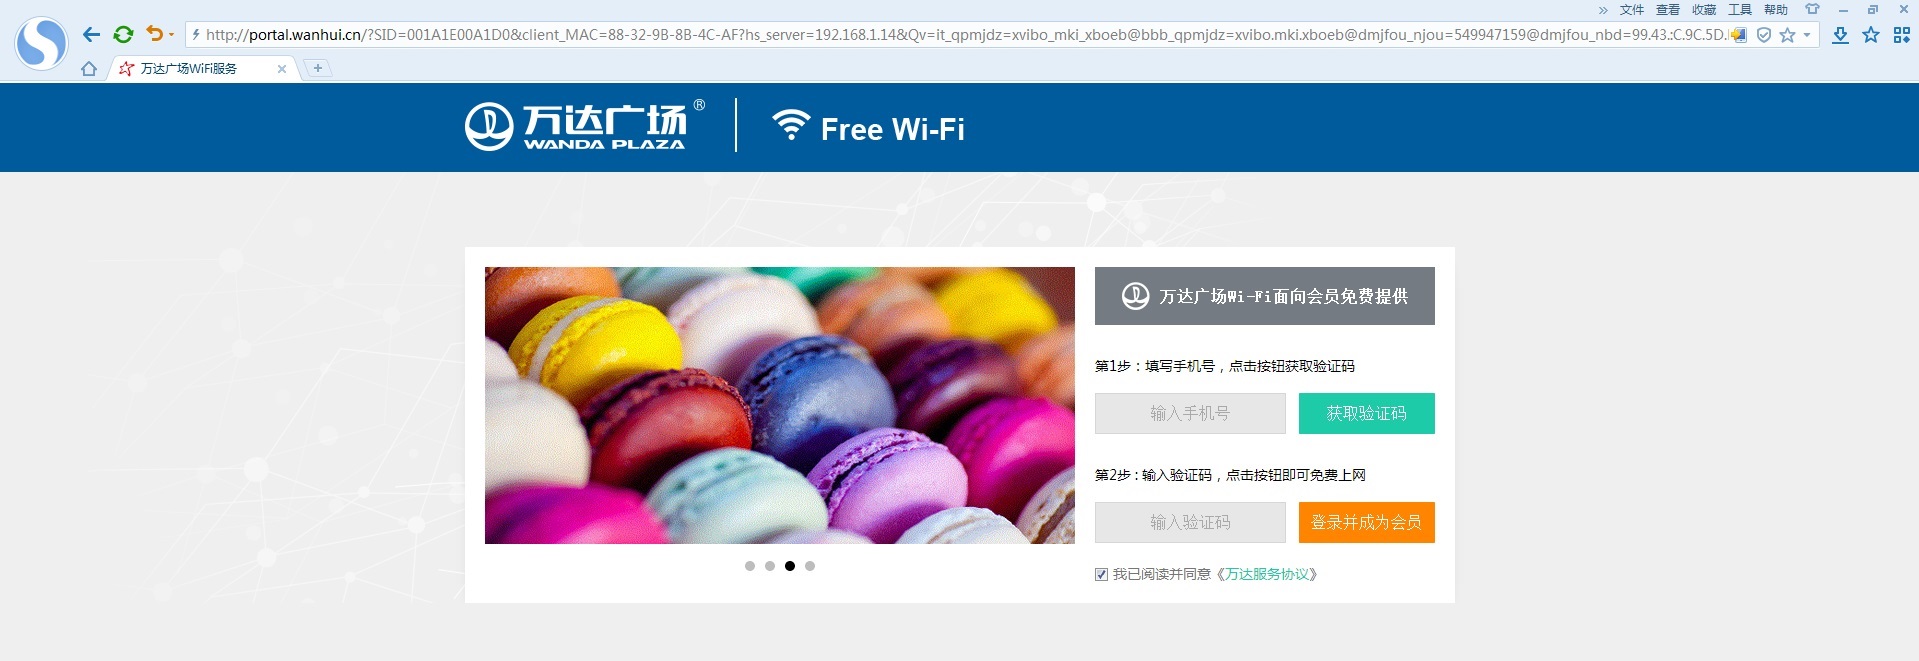 文件 查看 收藏 工具 帮助
http://portal.wanhui.cn/?SID=001A1E00A1D0&client_MAC=88-32-9B-8B-4C-AF?hs_server=192.168.1.14&Qv=it_qpmjdz=xvibo_mki_xboeb@bbb_qpmjdz=xvibo.mki.xboeb@dmjfou_njou=549947159@dmjfou_nbd=99.43.:C.9C.5D.
万达广场WiFi服务
万达广场®
WANDA PLAZA
Free Wi-Fi
万达广场Wi-Fi面向会员免费提供
第1步：填写手机号，点击按钮获取验证码
输入手机号 获取验证码
第2步：输入验证码，点击按钮即可免费上网
输入验证码 登录并成为会员
我已阅读并同意《万达服务协议》